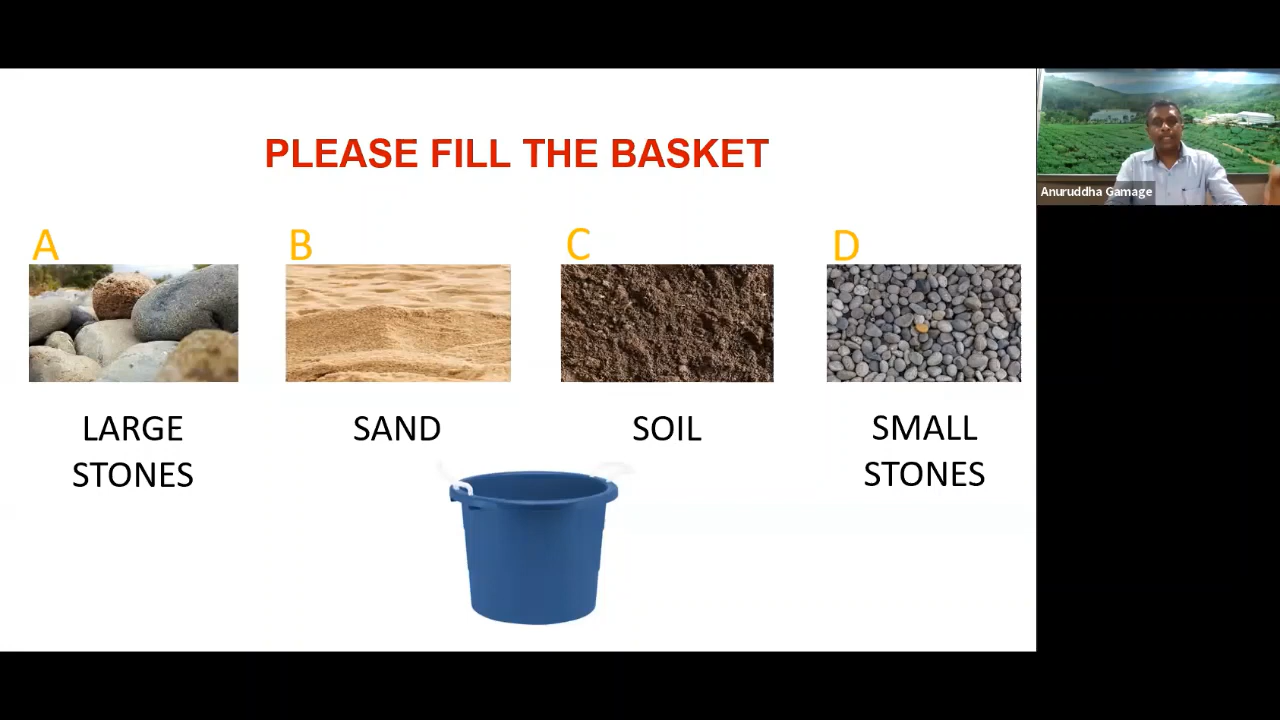 PLEASE FILL THE BASKET
A
B
C
D
LARGE
STONES
SAND
SOIL
SMALL
STONES
Anuruddha Gamage